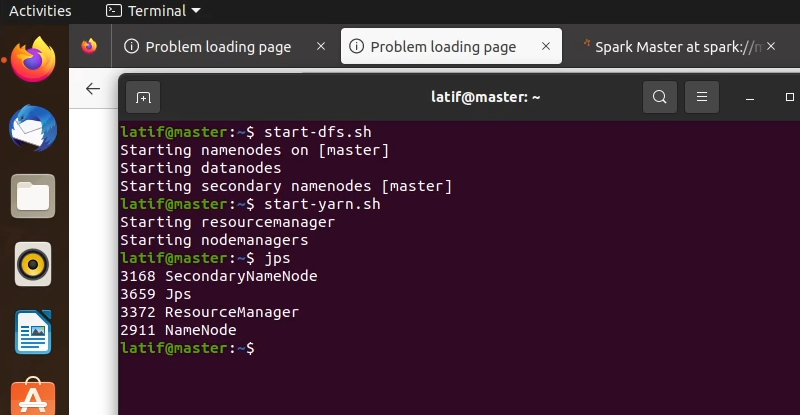 Activities
Terminal
Problem loading page
Problem loading page
Spark Master at spark://
latif@master: ~
latif@master:~$ start-dfs.sh
Starting namenodes on [master]
Starting datanodes
Starting secondary namenodes [master]
latif@master:~$ start-yarn.sh
Starting resourcemanager
Starting nodemanagers
latif@master:~$ jps
3168 SecondaryNameNode
3659 Jps
3372 ResourceManager
2911 NameNode
latif@master:~$